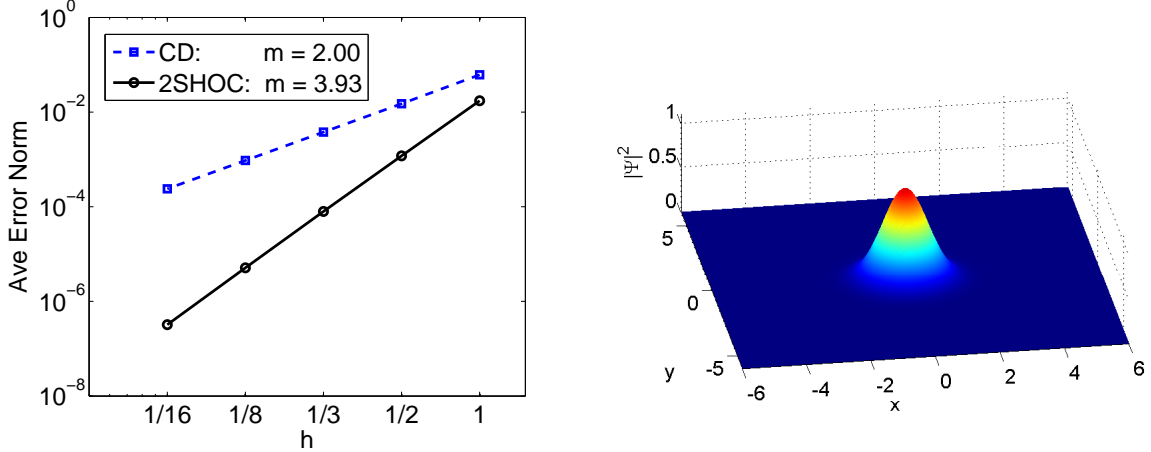 10^0
10^-2
10^-4
10^-6
10^-8
Ave Error Norm
CD: m = 2.00
2SHOC: m = 3.93
1/16 1/8 1/3 1/2 1
h
1
0.5
0
|Ψ|^2
5
0
-5
y
-6 -4 -2 0 2 4 6
x